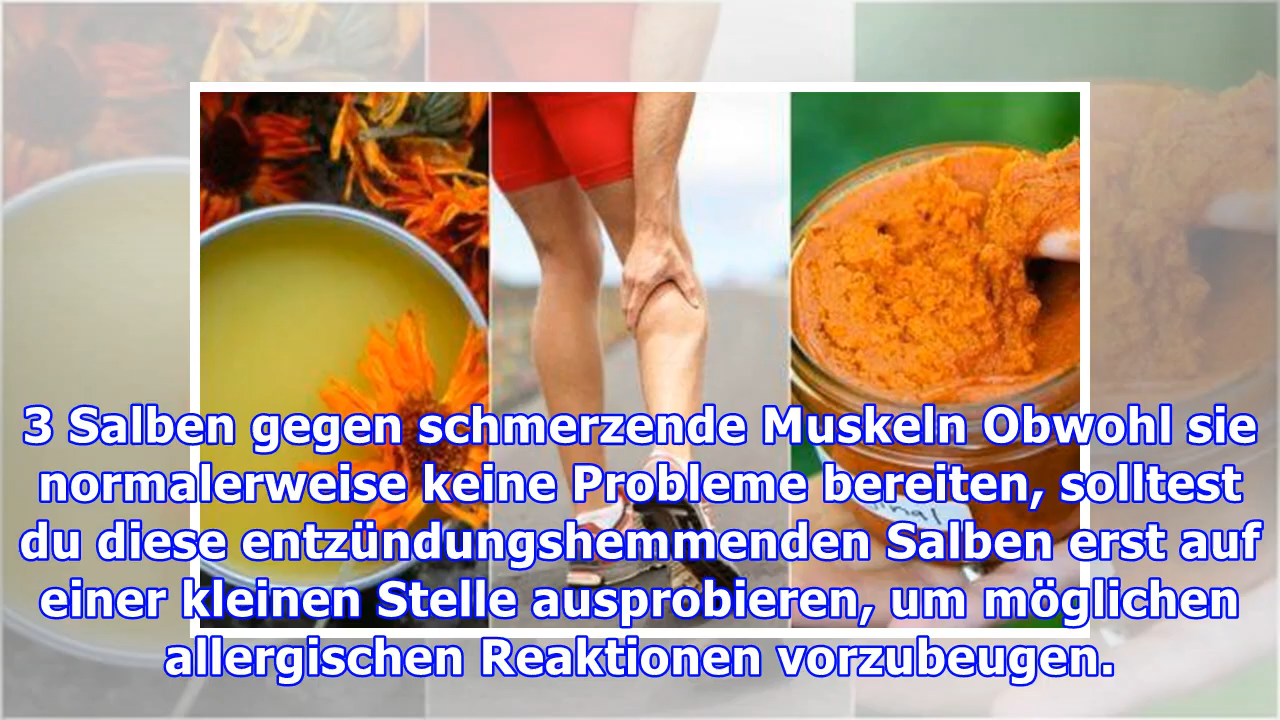 3 Salben gegen schmerzende Muskeln Obwohl sie
normalerweise keine Probleme bereiten, solltest
du diese entzündungshemmenden Salben erst auf
einer kleinen Stelle ausprobieren, um möglichen
allergischen Reaktionen vorzubeugen.